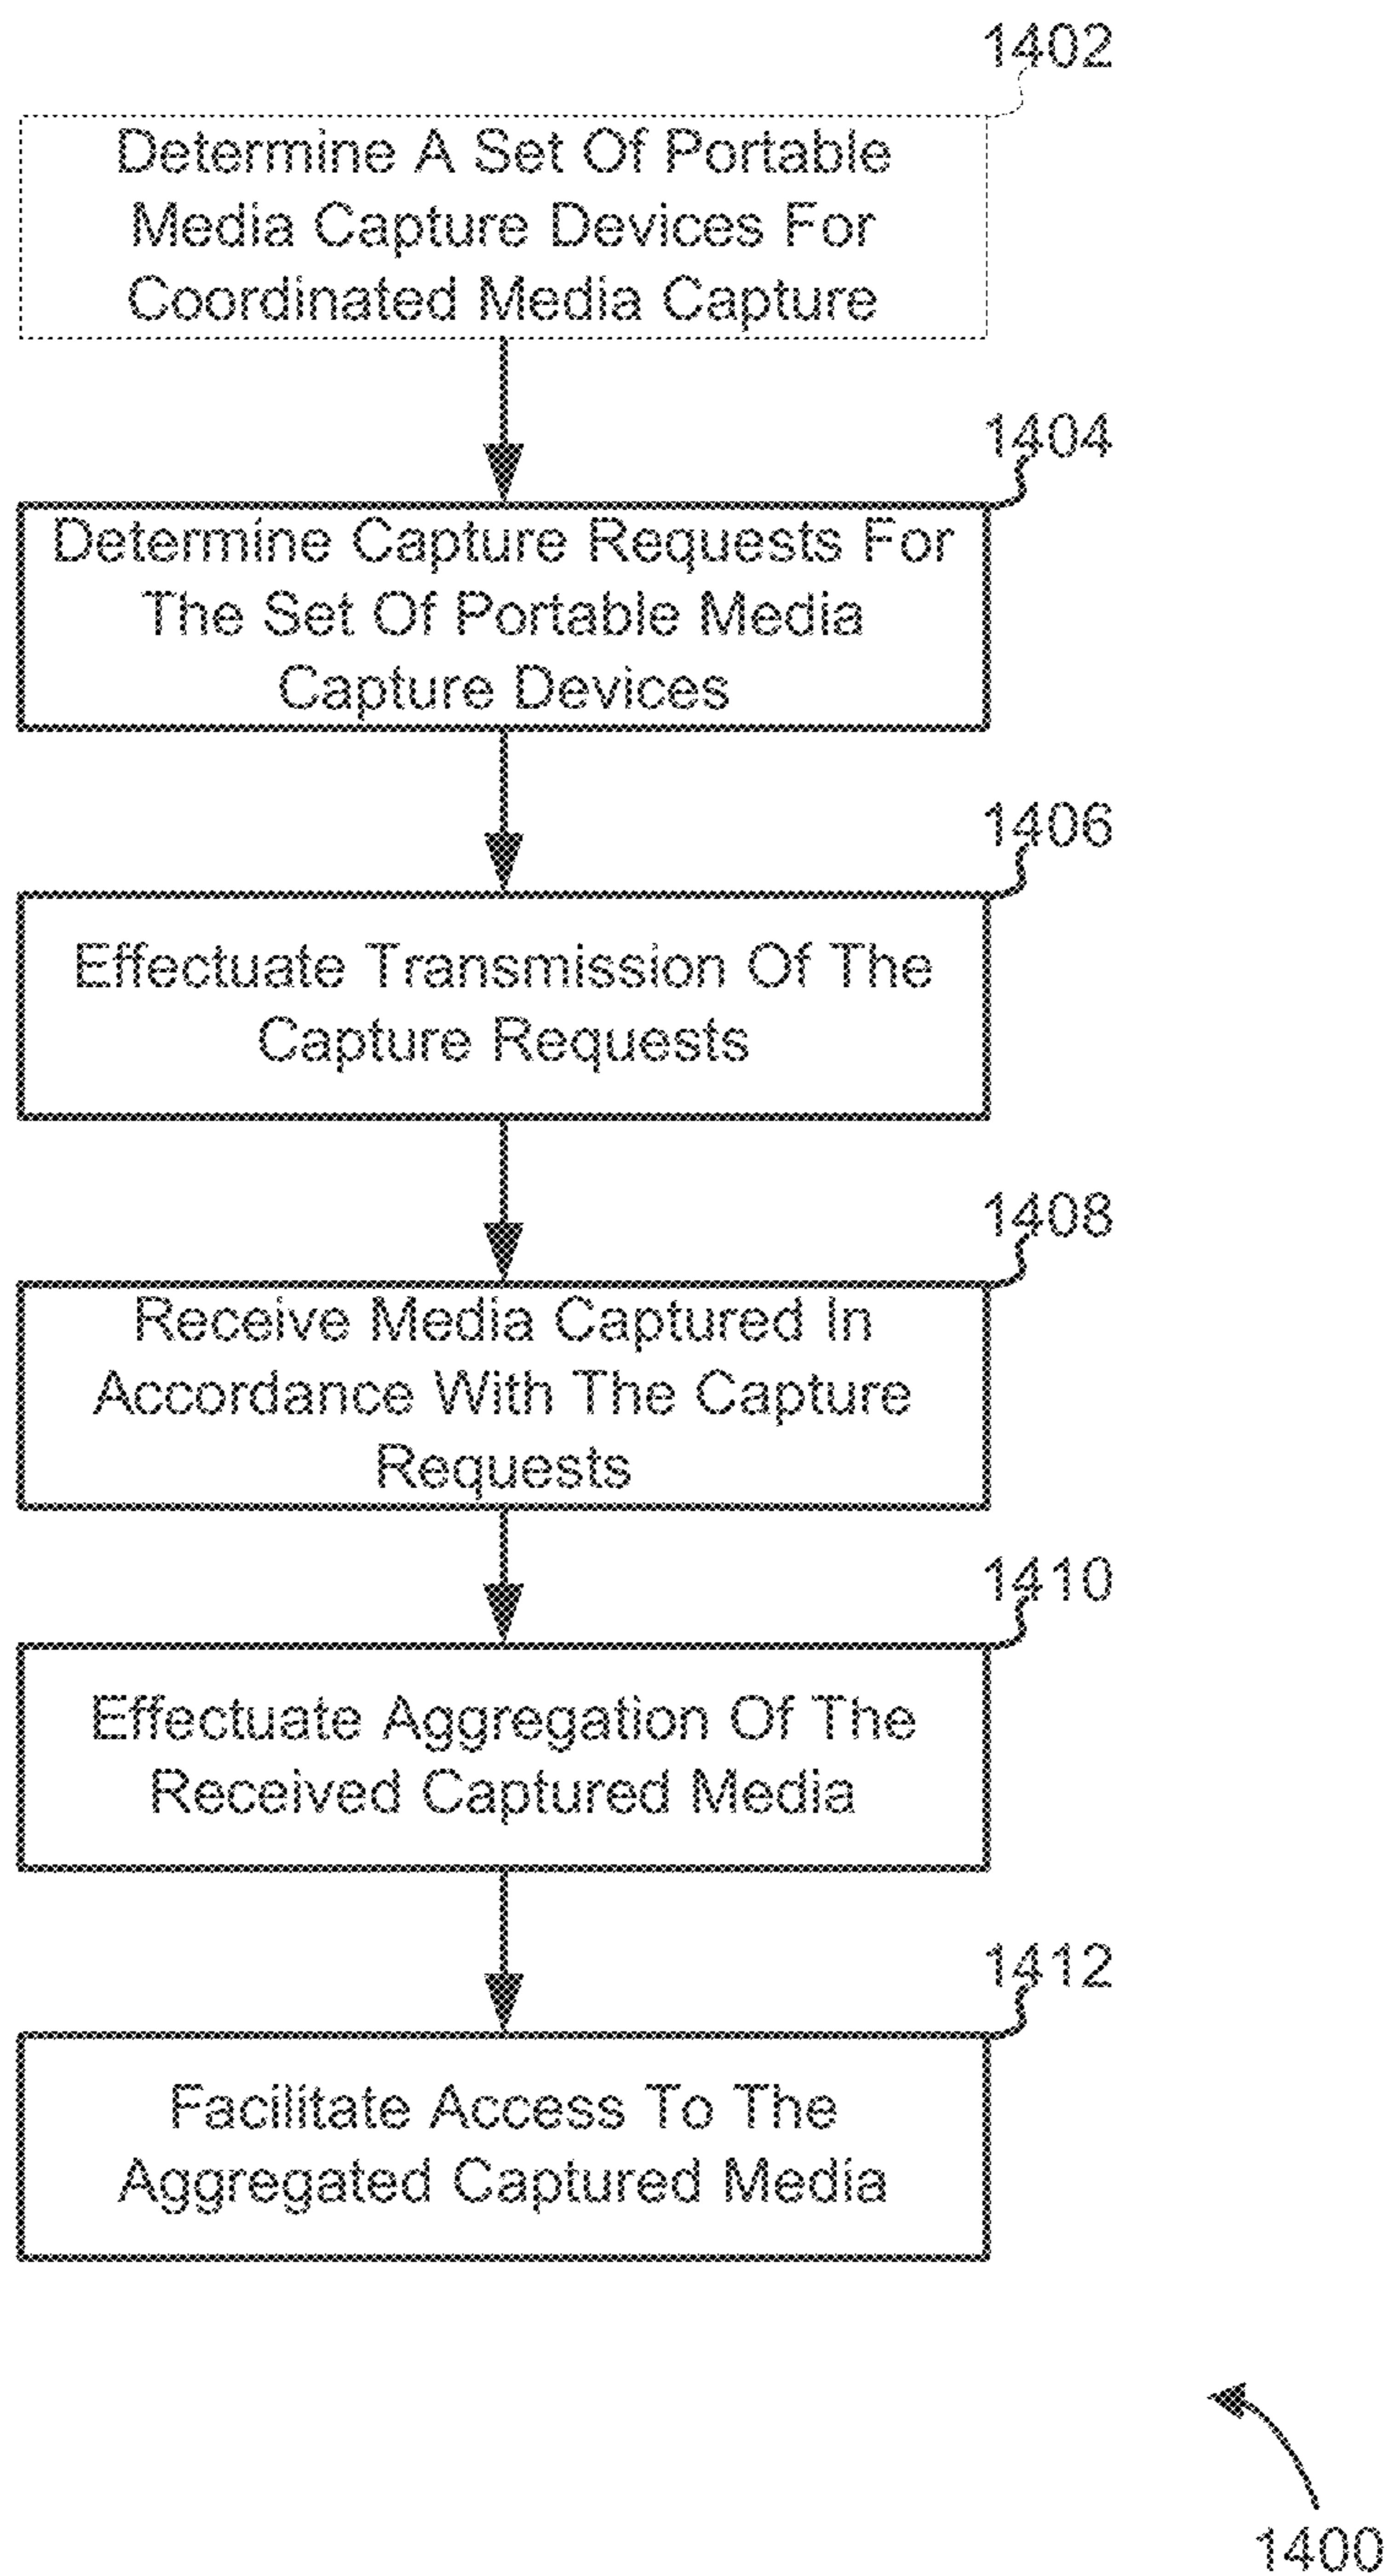 1402
Determine A Set Of Portable
Media Capture Devices For
Coordinated Media Capture
1404
Determine Capture Requests For
The Set Of Portable Media
Capture Devices
1406
Effectuate Transmission Of The
Capture Requests
1408
Receive Media Captured In
Accordance With The Capture
Requests
1410
Effectuate Aggregation Of The
Received Captured Media
1412
Facilitate Access To The
Aggregated Captured Media
1400